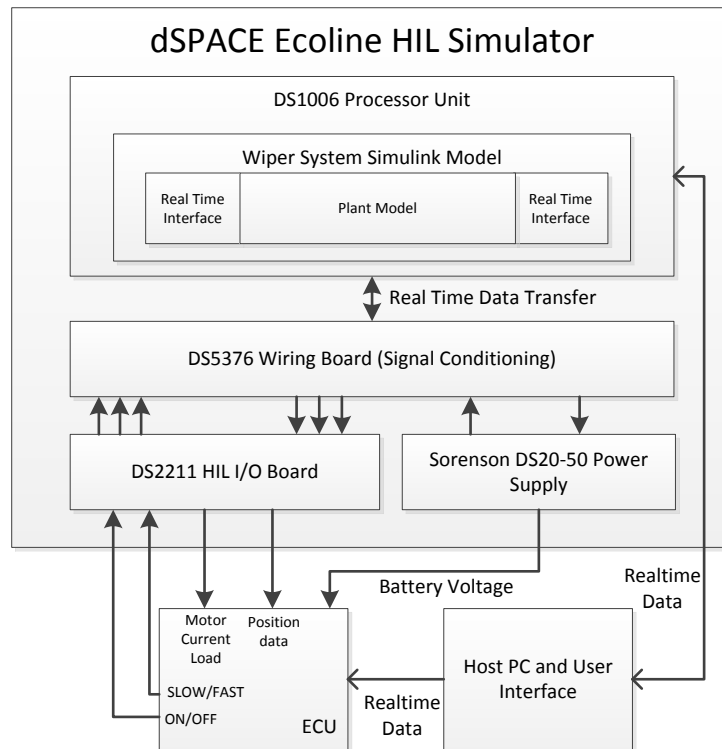 dSPACE Ecoline HIL Simulator
DS1006 Processor Unit
Wiper System Simulink Model
Real Time
Interface
Plant Model
Real Time
Interface
Real Time Data Transfer
DS5376 Wiring Board (Signal Conditioning)
DS2211 HIL I/O Board
Sorenson DS20-50 Power
Supply
Battery Voltage
Realtime
Data
Motor
Current
Load
Position
data
SLOW/FAST
ON/OFF
ECU
Realtime
Data
Host PC and User
Interface